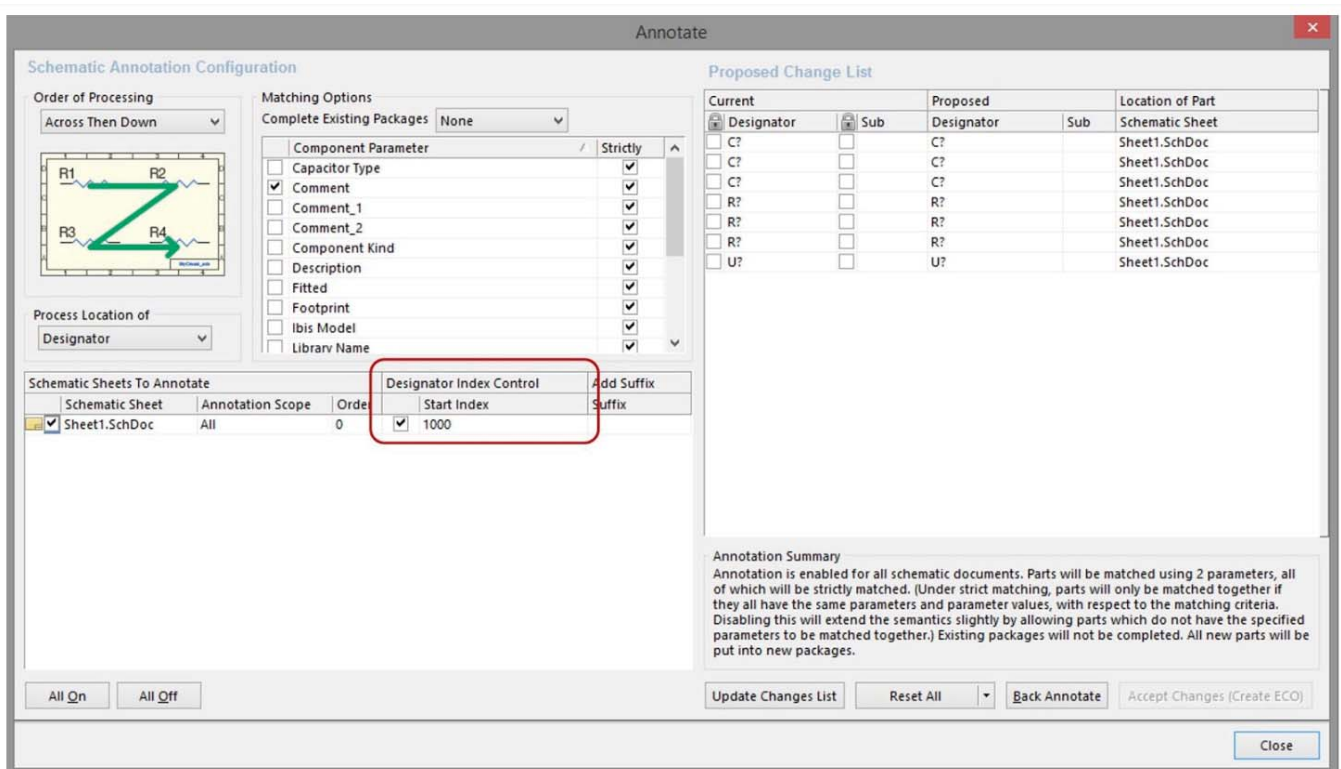 Annotate
Schematic Annotation Configuration
Order of Processing
Across Then Down
R1 R2
R3 R4
Process Location of
Designator
Matching Options
Complete Existing Packages None
Component Parameter Strictly
Capacitor Type
Comment
Comment_1
Comment_2
Component Kind
Description
Fitted
Footprint
Ibis Model
Library Name
Schematic Sheets To Annotate Designator Index Control Add Suffix
Schematic Sheet Annotation Scope Order Start Index Suffix
Sheet1.SchDoc All 0 1000
All On All Off
Proposed Change List
Current Proposed Location of Part
Designator Sub Designator Sub Schematic Sheet
C? C? Sheet1.SchDoc
C? C? Sheet1.SchDoc
C? C? Sheet1.SchDoc
R? R? Sheet1.SchDoc
R? R? Sheet1.SchDoc
R? R? Sheet1.SchDoc
U? U? Sheet1.SchDoc
Annotation Summary
Annotation is enabled for all schematic documents. Parts will be matched using 2 parameters, all
of which will be strictly matched. (Under strict matching, parts will only be matched together if
they all have the same parameters and parameter values, with respect to the matching criteria.
Disabling this will extend the semantics slightly by allowing parts which do not have the specified
parameters to be matched together.) Existing packages will not be completed. All new parts will be
put into new packages.
Update Changes List Reset All Back Annotate Accept Changes (Create ECO)
Close